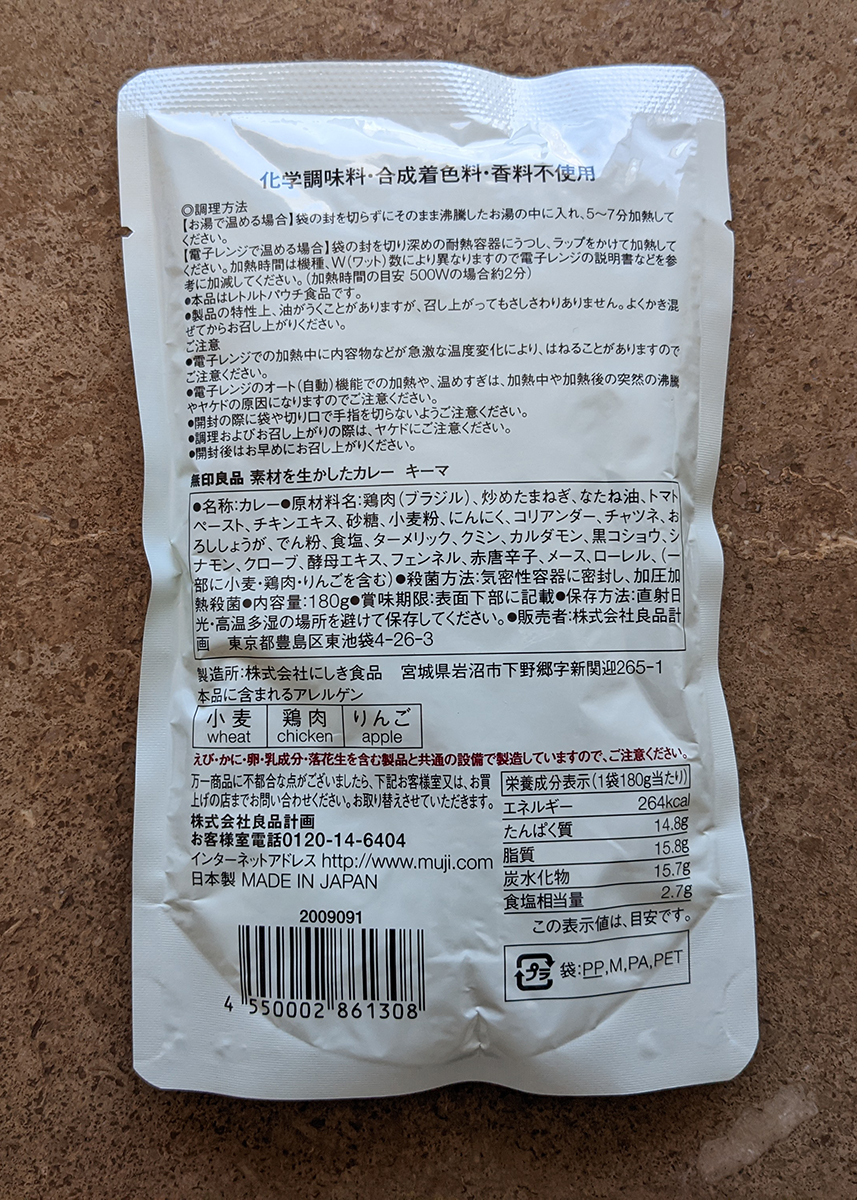 化学調味料・合成着色料・香料不使用
◎調理方法
【お湯で温める場合】袋の封を切らずにそのまま沸騰したお湯の中に入れ、5〜7分加熱して
ください。
【電子レンジで温める場合】袋の封を切り深めの耐熱容器にうつし、ラップをかけて加熱して
ください。加熱時間は機種、W(ワット)数により異なりますので電子レンジの説明書などを参
考に加減してください。(加熱時間の目安 500Wの場合約2分)
●本品はレトルトパウチ食品です。
●製品の特性上、油がうくことがありますが、召し上がってもさしさわりありません。よくかき混
ぜてからお召し上がりください。
ご注意
●電子レンジでの加熱中に内容物などが急激な温度変化により、はねることがありますので
ご注意ください。
●電子レンジのオート(自動)機能での加熱や、温めすぎは、加熱中や加熱後の突然の沸騰
やヤケドの原因になりますのでご注意ください。
●開封の際に袋や切り口で手指を切らないようご注意ください。
●調理およびお召し上がりの際は、ヤケドにご注意ください。
●開封後はお早めにお召し上がりください。
無印良品 素材を生かしたカレー キーマ
●名称:カレー●原材料名:鶏肉(ブラジル)、炒めたまねぎ、なたね油、トマト
ペースト、チキンエキス、砂糖、小麦粉、にんにく、コリアンダー、チャツネ、お
ろししょうが、でん粉、食塩、ターメリック、クミン、カルダモン、黒コショウ、シ
ナモン、クローブ、酵母エキス、フェンネル、赤唐辛子、メース、ローレル、(一
部に小麦・鶏肉・りんごを含む)●殺菌方法:気密性容器に密封し、加圧加
熱殺菌●内容量:180g●賞味期限:表面下部に記載●保存方法:直射日
光・高温多湿の場所を避けて保存してください。●販売者:株式会社良品計
画 東京都豊島区東池袋4-26-3
製造所:株式会社にしき食品 宮城県岩沼市下野郷字新関迎265-1
本品に含まれるアレルゲン
小麦 鶏肉 りんご
wheat chicken apple
えび・かに・卵・乳成分・落花生を含む製品と共通の設備で製造していますので、ご注意ください。
万一商品に不都合な点がございましたら、下記お客様室又は、お買
上げの店までお問い合わせください。お取り替えさせていただきます。
株式会社良品計画
お客様室電話0120-14-6404
インターネットアドレス http://www.muji.com
日本製 MADE IN JAPAN
栄養成分表示(1袋180g当たり)
エネルギー 264kcal
たんぱく質 14.8g
脂質 15.8g
炭水化物 15.7g
食塩相当量 2.7g
この表示値は、目安です。
プラ 袋:PP,M,PA,PET
2009091
4 550002 861308